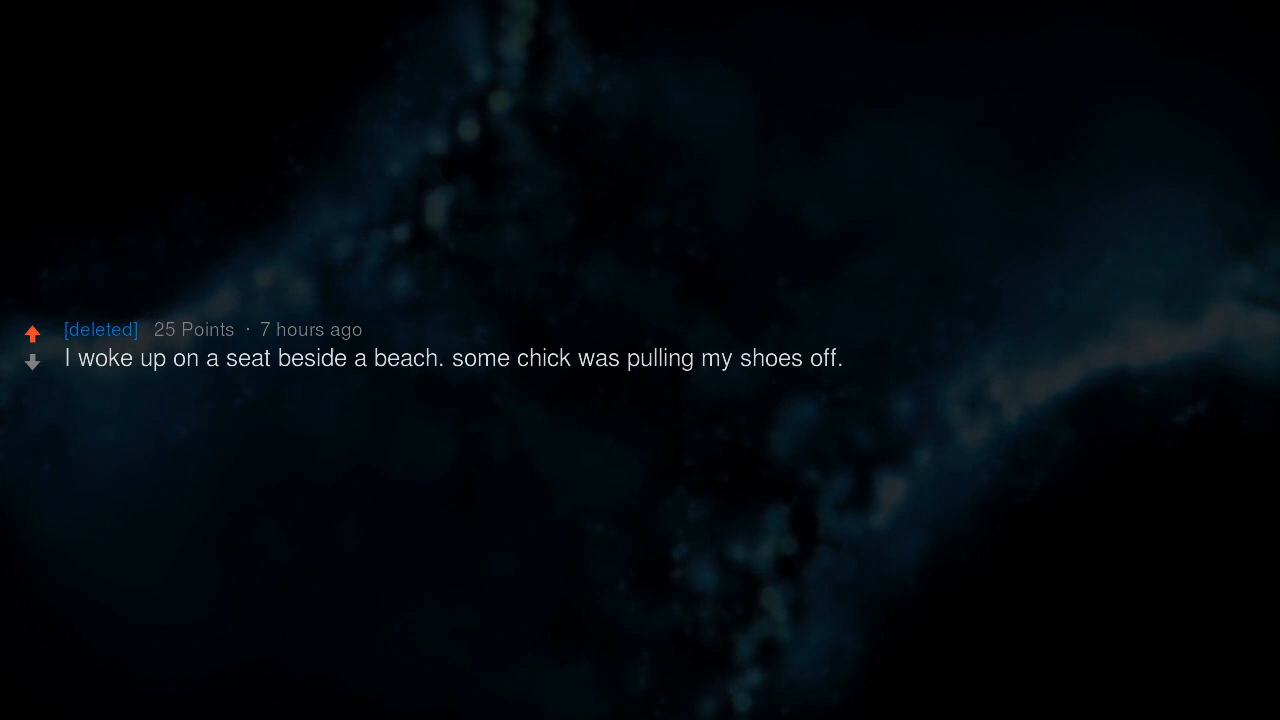 [deleted] 25 Points · 7 hours ago
I woke up on a seat beside a beach. some chick was pulling my shoes off.